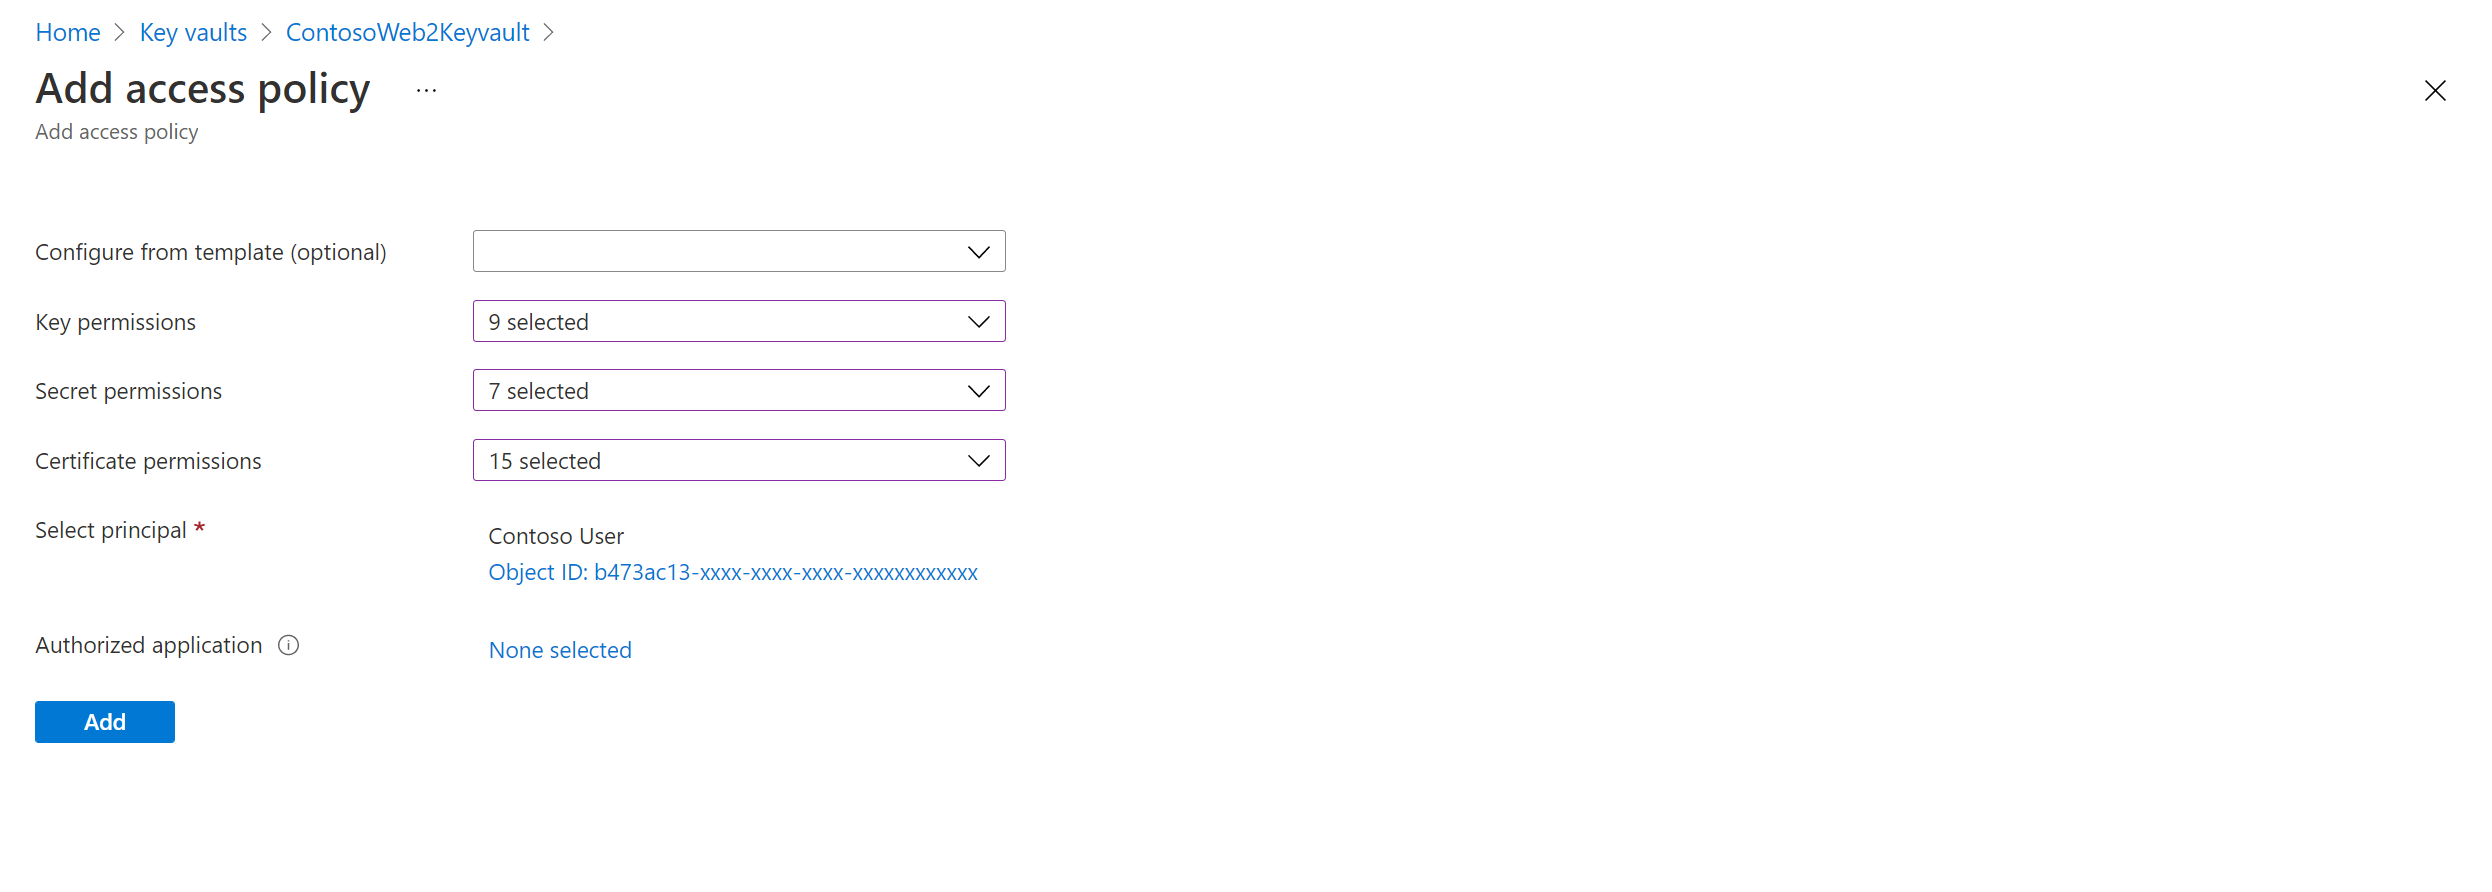 Home > Key vaults > ContosoWeb2Keyvault >
Add access policy ...
Add access policy
Configure from template (optional)
Key permissions 9 selected
Secret permissions 7 selected
Certificate permissions 15 selected
Select principal * Contoso User
Object ID: b473ac13-xxxx-xxxx-xxxx-xxxxxxxxxxxx
Authorized application None selected
Add